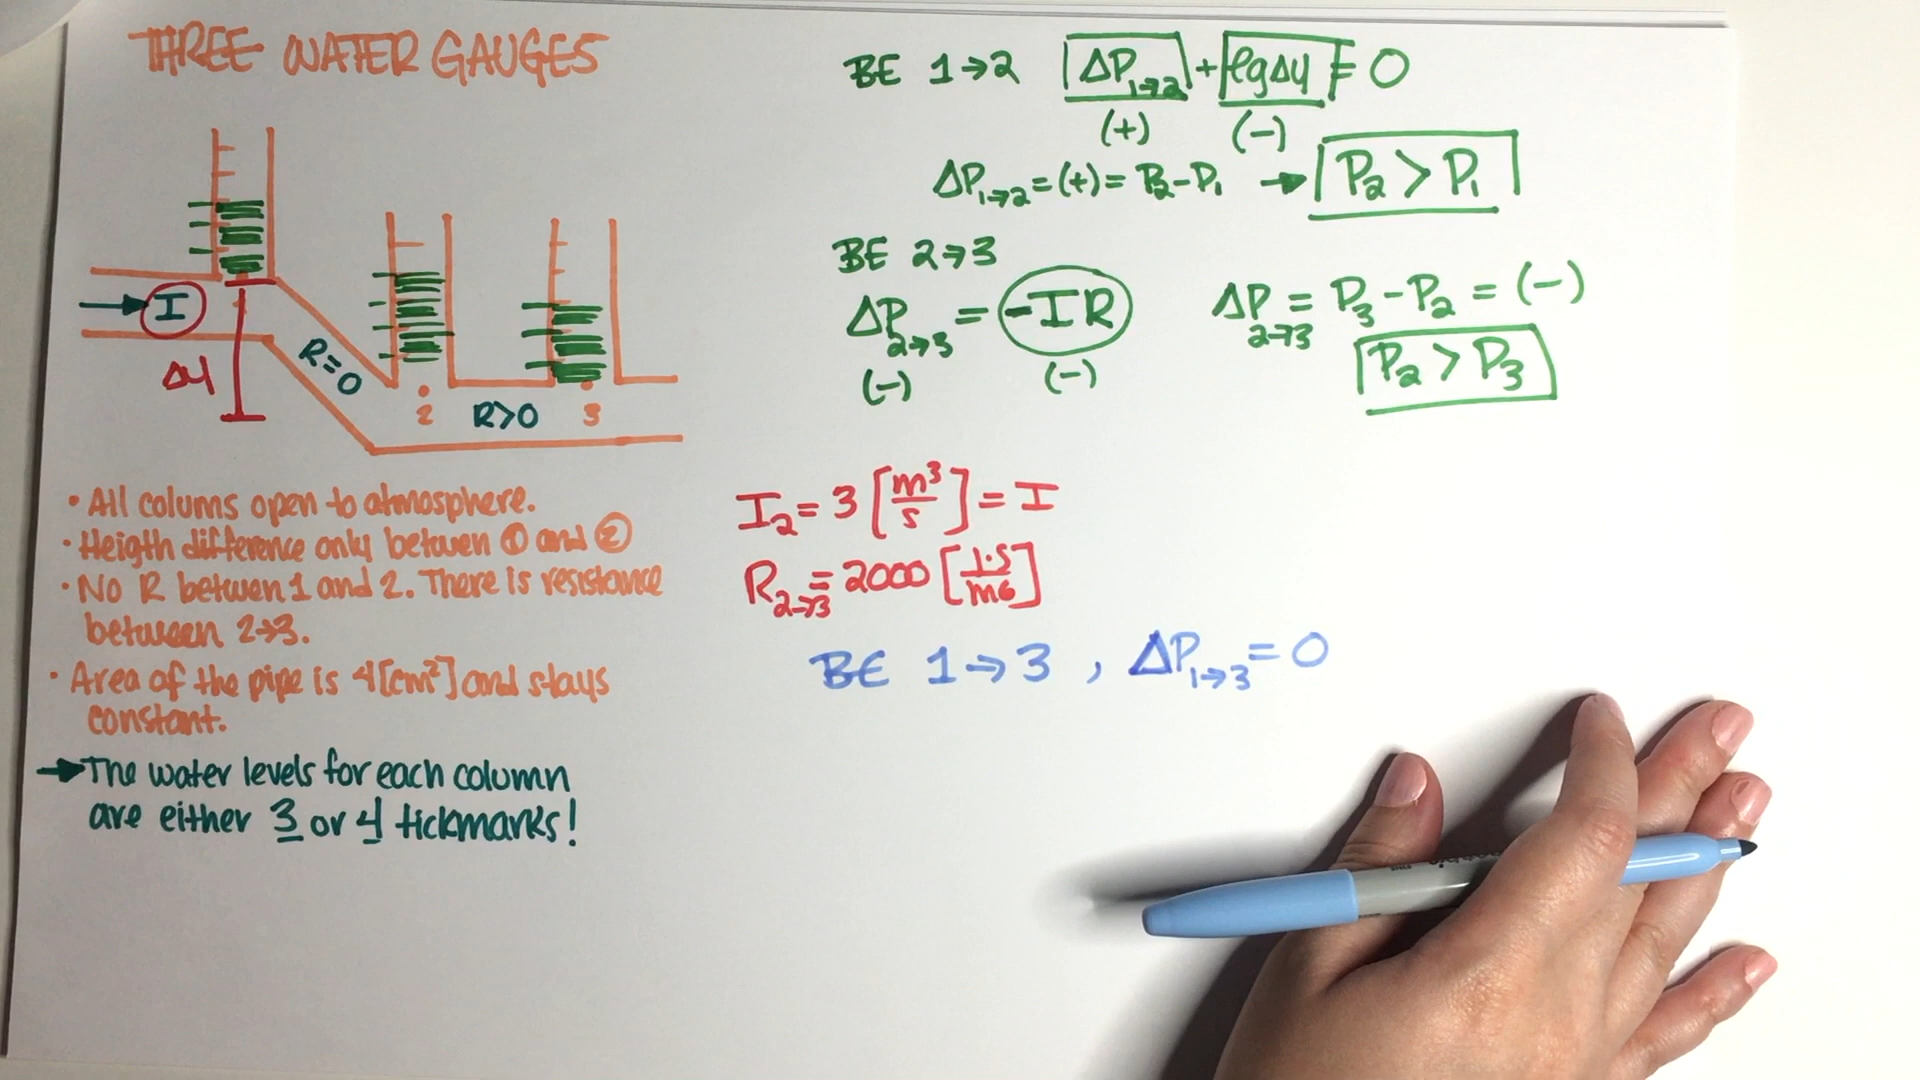 THREE WATER GAUGES
I
Δy
R=0
2
R>0
3
• All colums open to atmosphere.
• Heigth difference only betwen ① and ②
• No R betwen 1 and 2. There is resistance
between 2→3.
• Area of the pipe is 4[cm²] and stays
constant.
→ The water levels for each column
are either 3 or 4 tickmarks!
BE 1→2 ΔP1→2 + ρgΔy = 0
(+) (-)
ΔP1→2 = (+) = P2-P1 → P2 > P1
BE 2→3
ΔP2→3 = -IR
(-) (-)
ΔP2→3 = P3-P2 = (-)
P2 > P3
I2 = 3 [m³/s] = I
R2→3 = 2000 [J·S/m6]
BE 1→3 , ΔP1→3 = 0